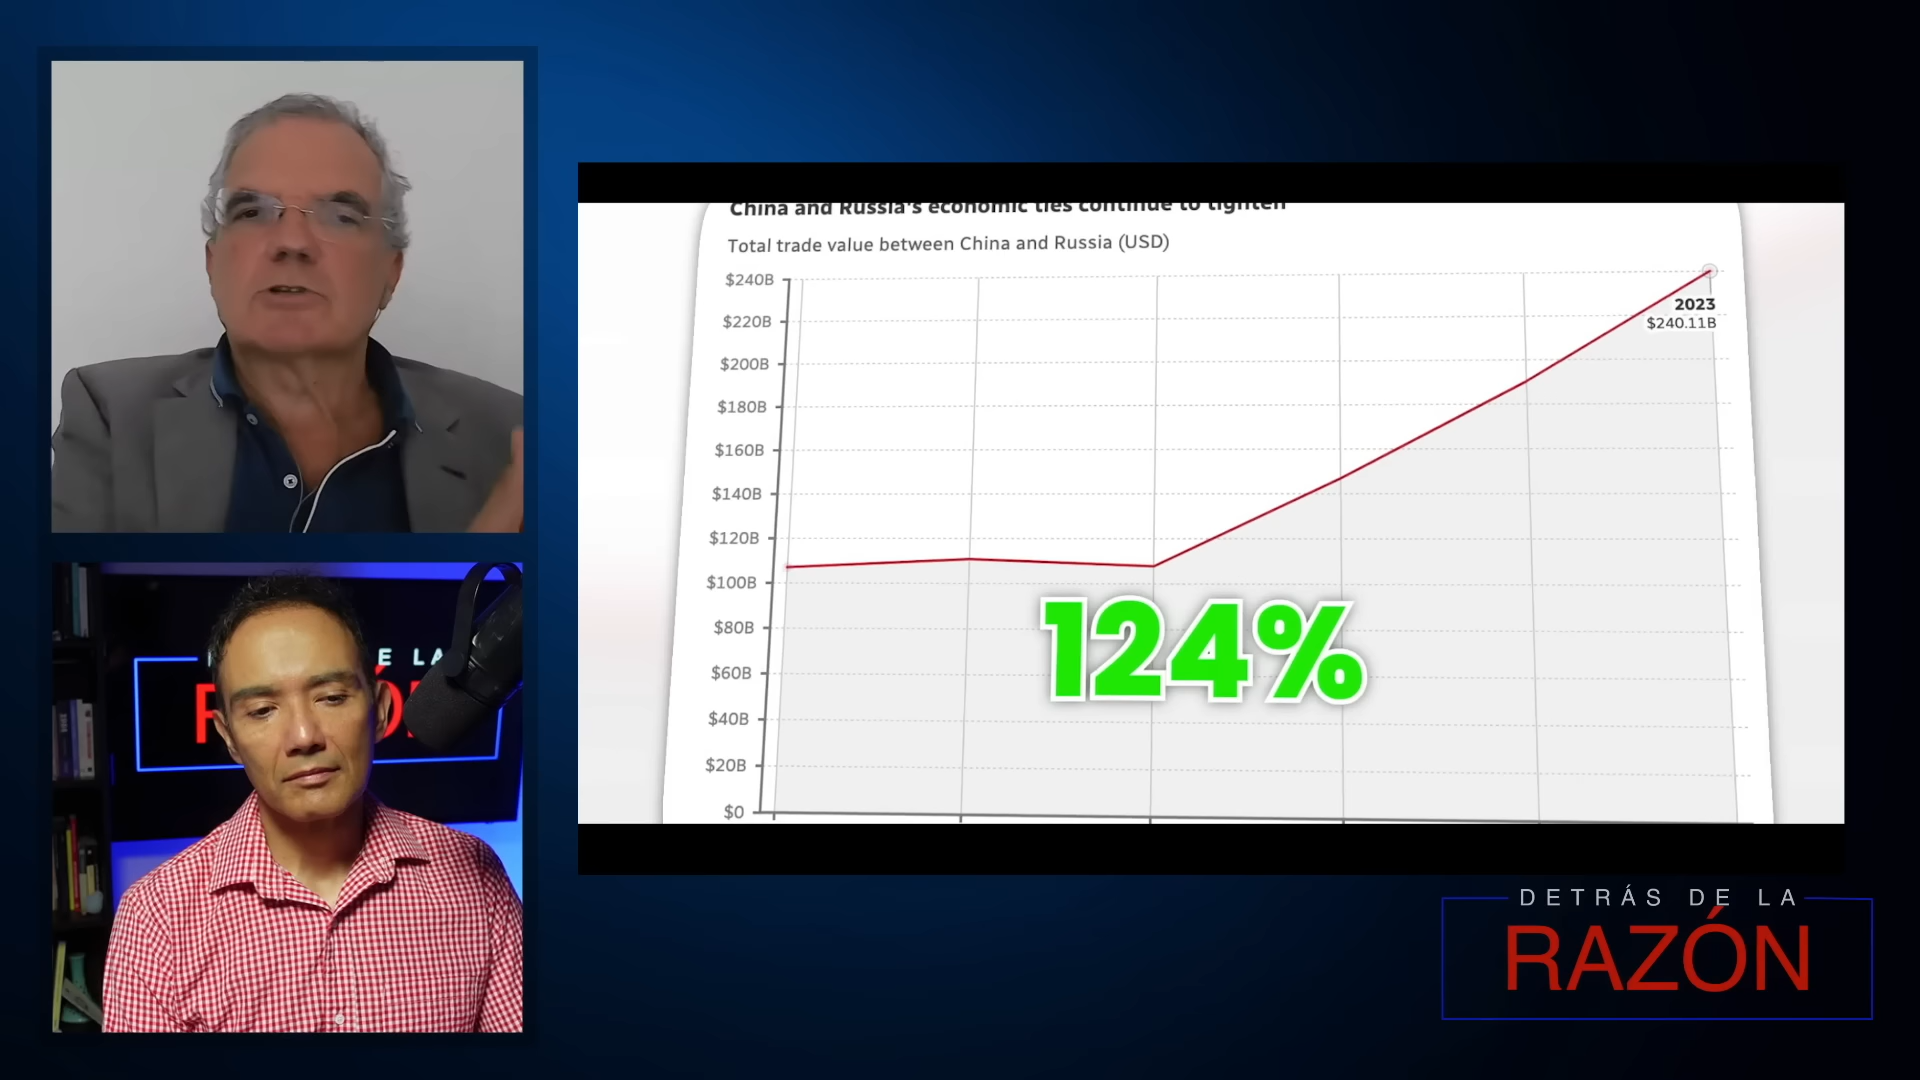 China and Russia's economic ties continue to tighten
Total trade value between China and Russia (USD)
$240B
$220B
$200B
$180B
$160B
$140B
$120B
$100B
$80B
$60B
$40B
$20B
$0
2023
$240.11B
124%
E LA
DETRÁS DE LA
RAZÓN